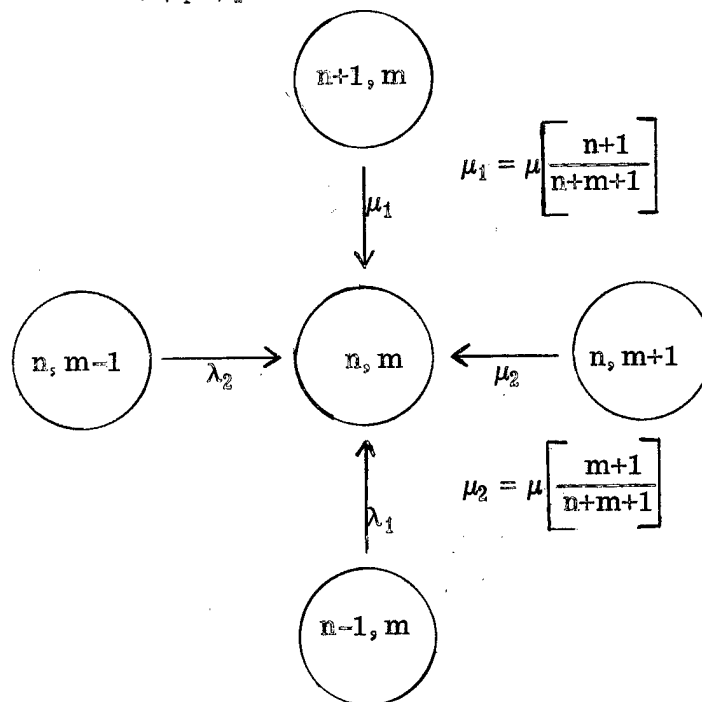 n+1, m
μ₁ = μ[n+1/n+m+1]
μ₁
n, m-1
λ₂
n, m
μ₂
n, m+1
μ₂ = μ[m+1/n+m+1]
λ₁
n-1, m